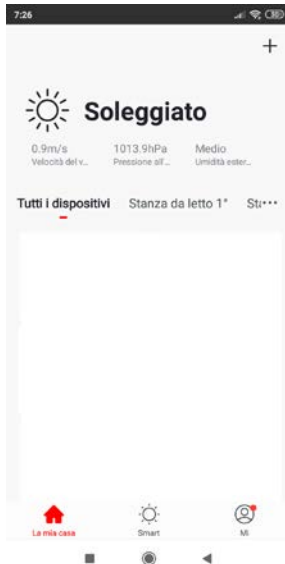 7:26
+
Soleggiato
0.9m/s 1013.9hPa Medio
Velocità del v... Pressione all'... Umidità ester...
Tutti i dispositivi Stanza da letto 1° St
La mia casa Smart Mi